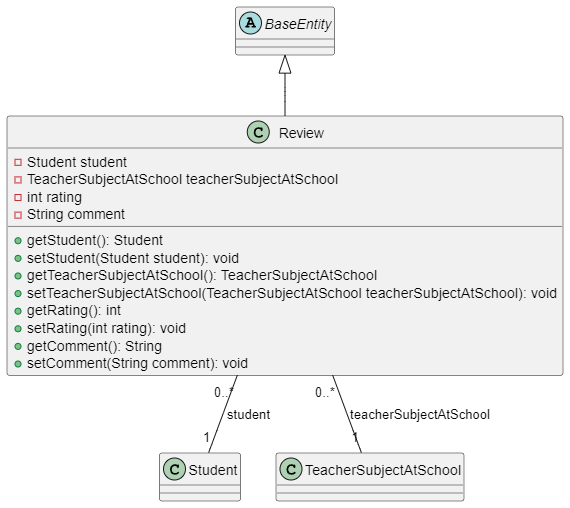 A BaseEntity
C Review
Student student
TeacherSubjectAtSchool teacherSubjectAtSchool
int rating
String comment
getStudent(): Student
setStudent(Student student): void
getTeacherSubjectAtSchool(): TeacherSubjectAtSchool
setTeacherSubjectAtSchool(TeacherSubjectAtSchool teacherSubjectAtSchool): void
getRating(): int
setRating(int rating): void
getComment(): String
setComment(String comment): void
0..* 0..*
student teacherSubjectAtSchool
1 1
C Student C TeacherSubjectAtSchool